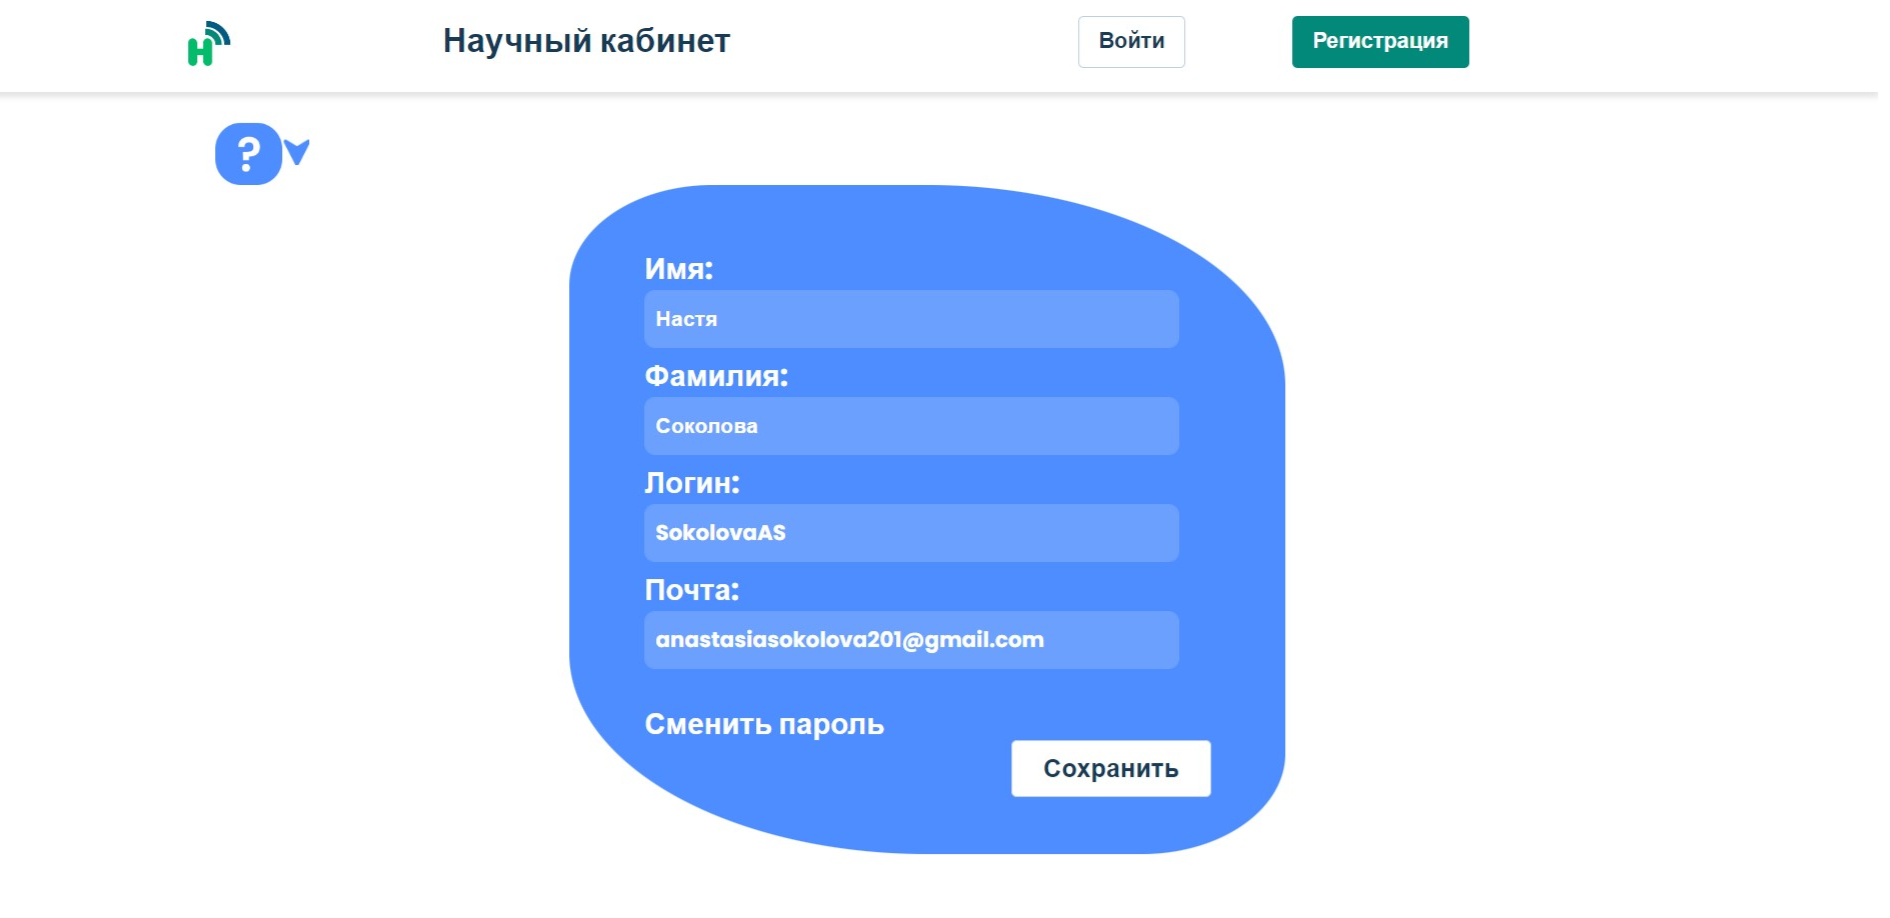 Научный кабинет
Войти
Регистрация
?
Имя:
Настя
Фамилия:
Соколова
Логин:
SokolovaAS
Почта:
anastasiasokolova201@gmail.com
Сменить пароль
Сохранить